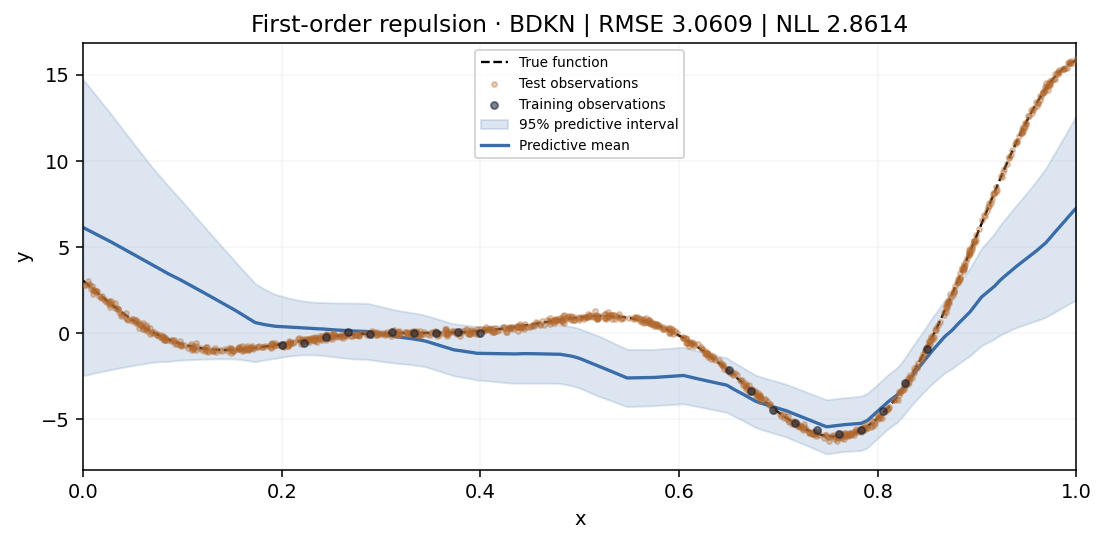 First-order repulsion · BDKN | RMSE 3.0609 | NLL 2.8614
True function
Test observations
Training observations
95% predictive interval
Predictive mean
15
10
5
0
−5
y
0.0 0.2 0.4 0.6 0.8 1.0
x